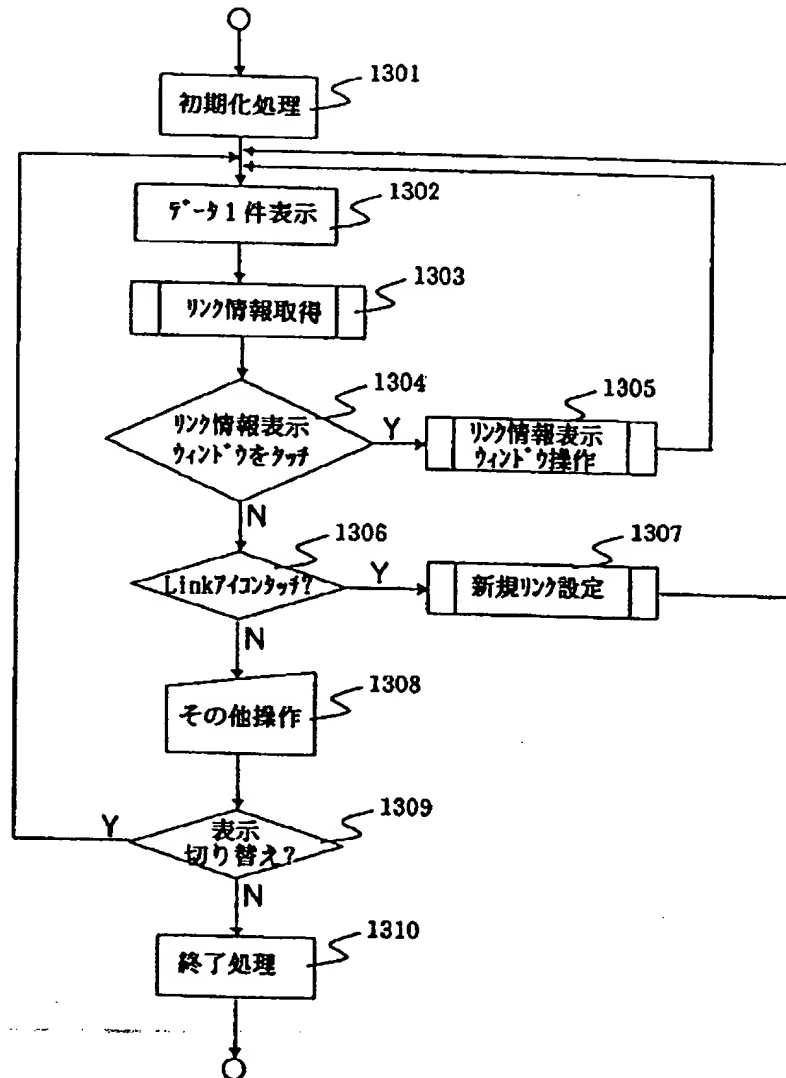 1301
初期化処理
1302
データ1件表示
1303
リンク情報取得
1304
リンク情報表示
ウィンドウをタッチ
Y
1305
リンク情報表示
ウィンドウ操作
N
1306
Linkアイコンタッチ?
Y
1307
新規リンク設定
N
1308
その他操作
1309
表示
切り替え?
Y
N
1310
終了処理